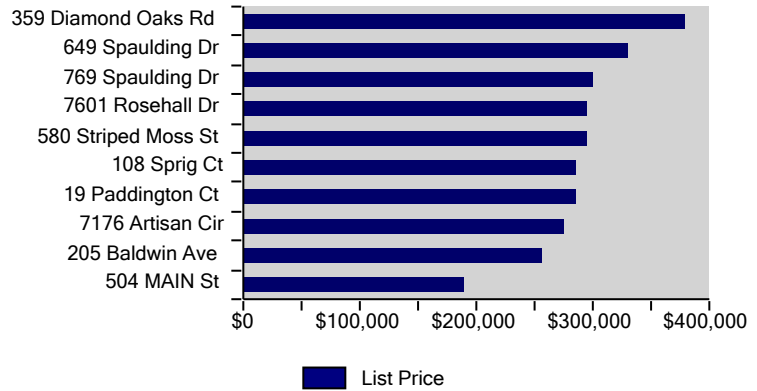 359 Diamond Oaks Rd
649 Spaulding Dr
769 Spaulding Dr
7601 Rosehall Dr
580 Striped Moss St
108 Sprig Ct
19 Paddington Ct
7176 Artisan Cir
205 Baldwin Ave
504 MAIN St
$0 $100,000 $200,000 $300,000 $400,000
List Price